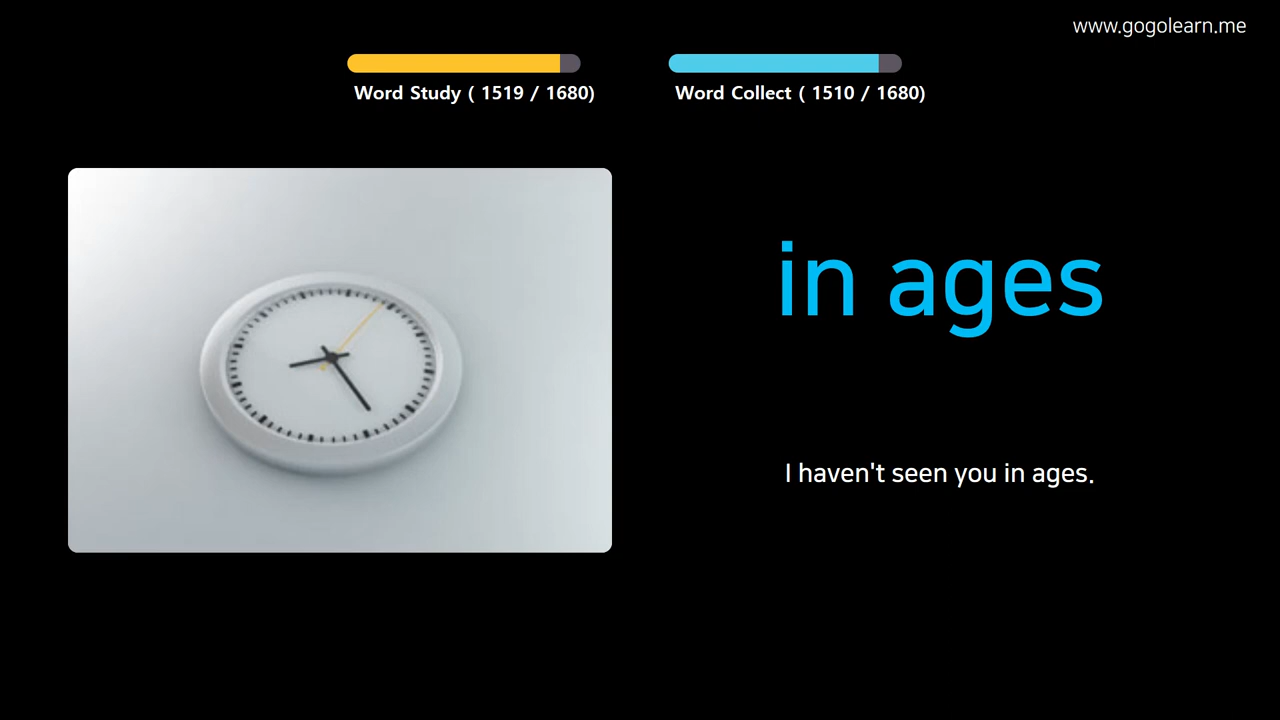 www.gogolearn.me
Word Study ( 1519 / 1680)
Word Collect ( 1510 / 1680)
in ages
I haven't seen you in ages.